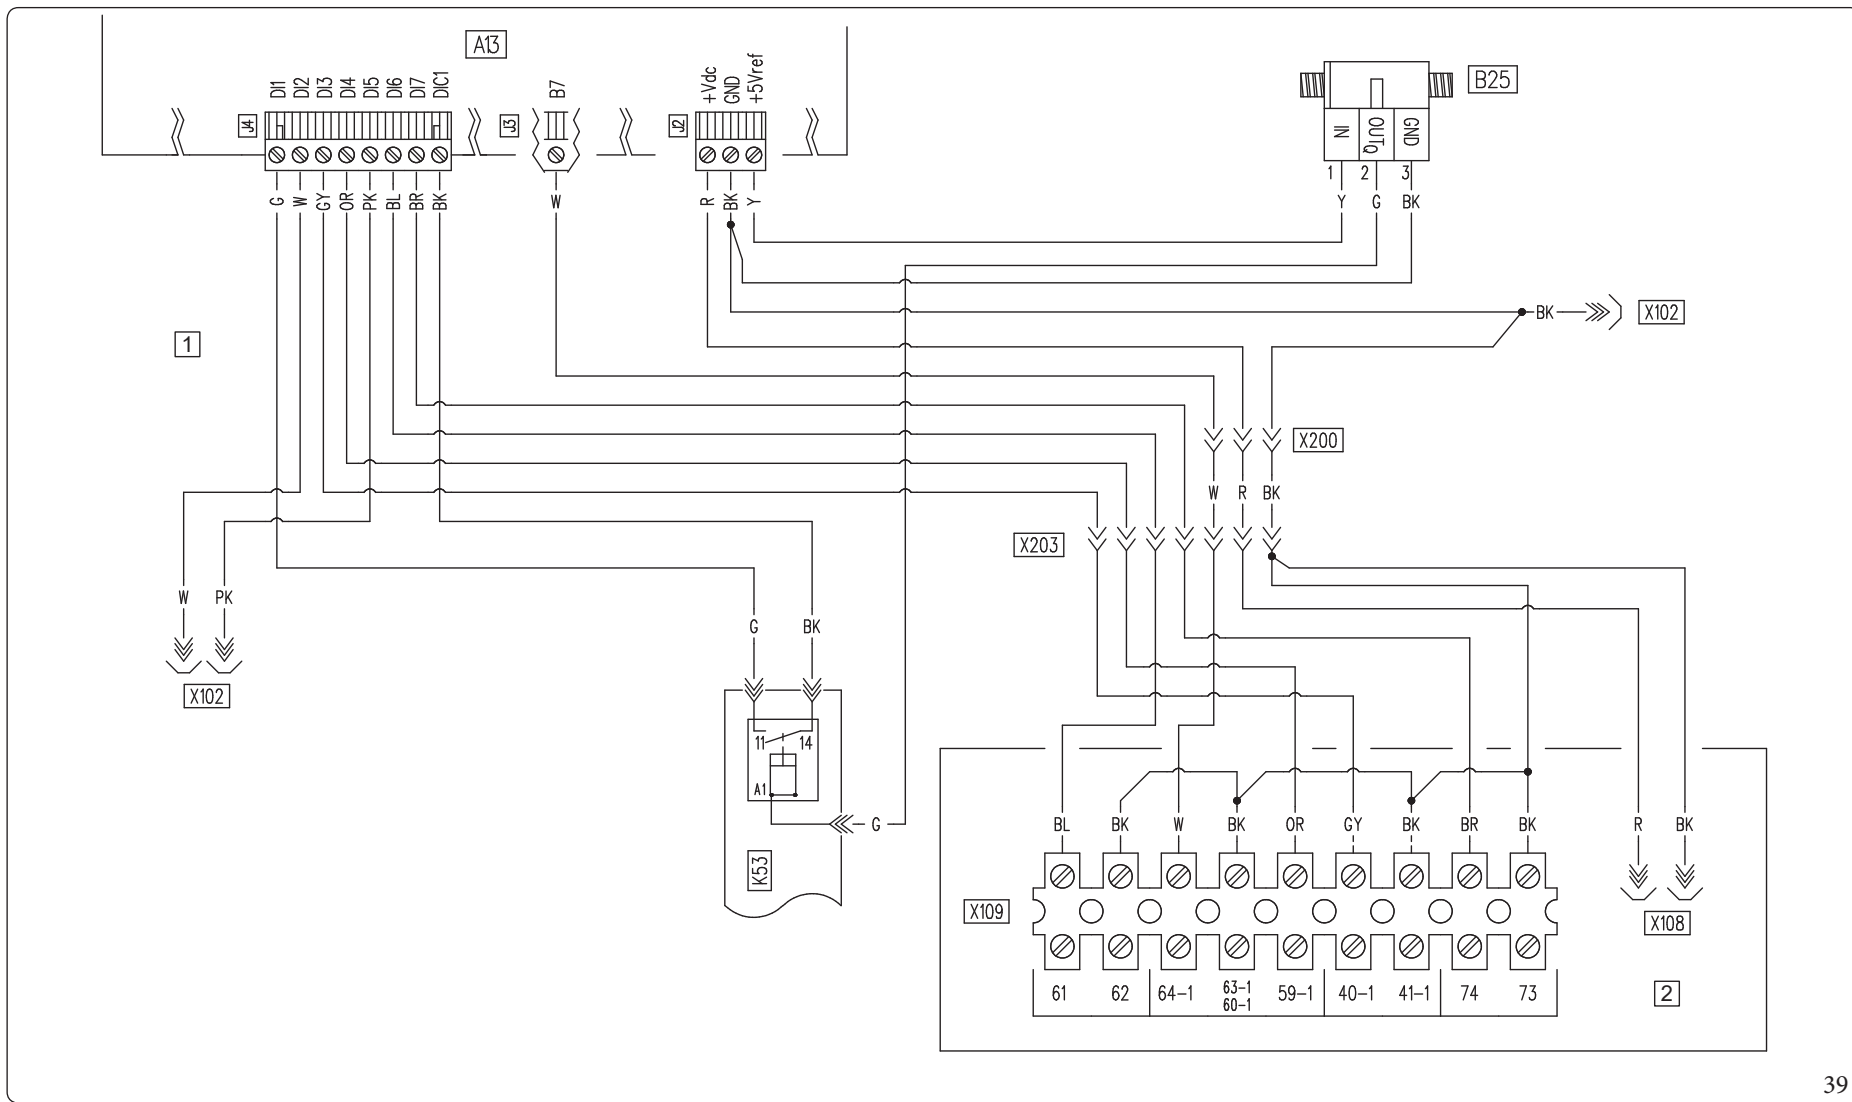 A13
B25
J4
DI1 DI2 DI3 DI4 DI5 DI6 DI7 DIC1
J3
B7
J2
+Vdc GND +5Vref
IN OUTQ GND
1 2 3
G W GY OR PK BL BR BK
W
R BK Y
Y G BK
BK
X102
1
X200
W R BK
X203
W PK
X102
G BK
11 14
A1
G
K53
BL BK W BK OR GY BK BR BK R BK
X109
X108
61 62 64-1 63-1 59-1 40-1 41-1 74 73
60-1
2
39